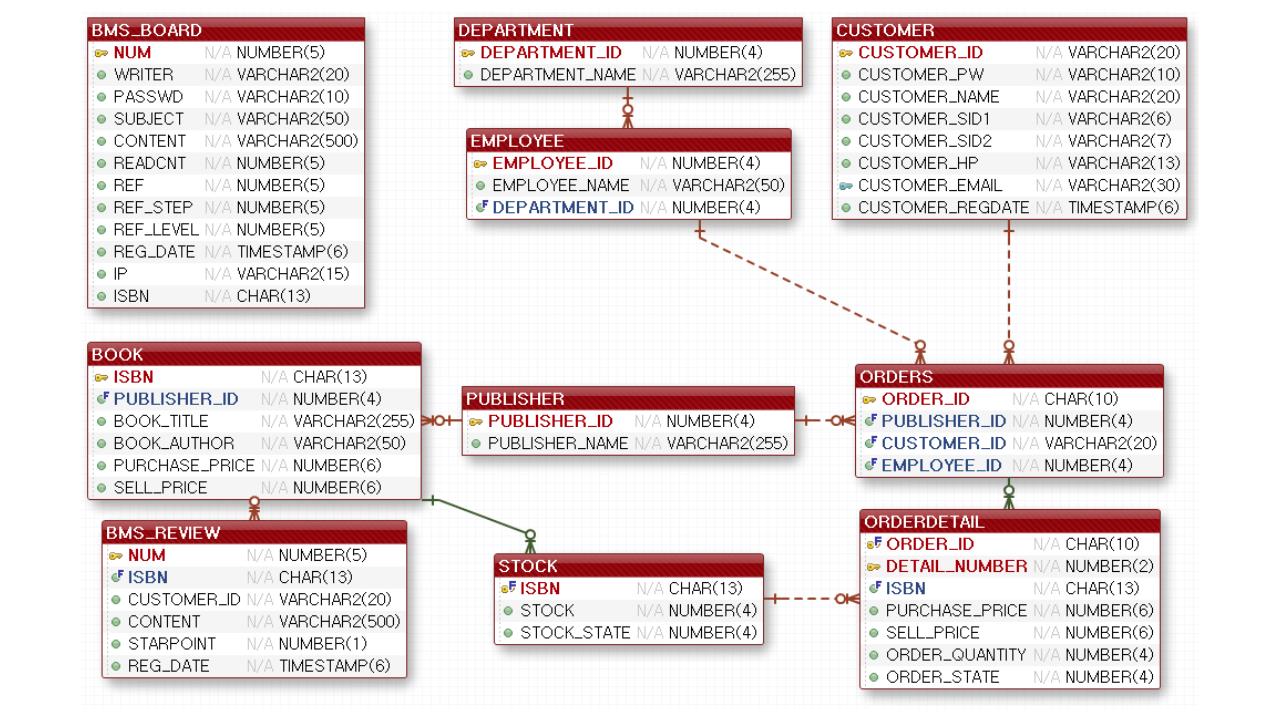 BMS_BOARD
NUM N/A NUMBER(5)
WRITER N/A VARCHAR2(20)
PASSWD N/A VARCHAR2(10)
SUBJECT N/A VARCHAR2(50)
CONTENT N/A VARCHAR2(500)
READCNT N/A NUMBER(5)
REF N/A NUMBER(5)
REF_STEP N/A NUMBER(5)
REF_LEVEL N/A NUMBER(5)
REG_DATE N/A TIMESTAMP(6)
IP N/A VARCHAR2(15)
ISBN N/A CHAR(13)
DEPARTMENT
DEPARTMENT_ID N/A NUMBER(4)
DEPARTMENT_NAME N/A VARCHAR2(255)
EMPLOYEE
EMPLOYEE_ID N/A NUMBER(4)
EMPLOYEE_NAME N/A VARCHAR2(50)
DEPARTMENT_ID N/A NUMBER(4)
CUSTOMER
CUSTOMER_ID N/A VARCHAR2(20)
CUSTOMER_PW N/A VARCHAR2(10)
CUSTOMER_NAME N/A VARCHAR2(20)
CUSTOMER_SID1 N/A VARCHAR2(6)
CUSTOMER_SID2 N/A VARCHAR2(7)
CUSTOMER_HP N/A VARCHAR2(13)
CUSTOMER_EMAIL N/A VARCHAR2(30)
CUSTOMER_REGDATE N/A TIMESTAMP(6)
BOOK
ISBN N/A CHAR(13)
PUBLISHER_ID N/A NUMBER(4)
BOOK_TITLE N/A VARCHAR2(255)
BOOK_AUTHOR N/A VARCHAR2(50)
PURCHASE_PRICE N/A NUMBER(6)
SELL_PRICE N/A NUMBER(6)
PUBLISHER
PUBLISHER_ID N/A NUMBER(4)
PUBLISHER_NAME N/A VARCHAR2(255)
ORDERS
ORDER_ID N/A CHAR(10)
PUBLISHER_ID N/A NUMBER(4)
CUSTOMER_ID N/A VARCHAR2(20)
EMPLOYEE_ID N/A NUMBER(4)
BMS_REVIEW
NUM N/A NUMBER(5)
ISBN N/A CHAR(13)
CUSTOMER_ID N/A VARCHAR2(20)
CONTENT N/A VARCHAR2(500)
STARPOINT N/A NUMBER(1)
REG_DATE N/A TIMESTAMP(6)
STOCK
ISBN N/A CHAR(13)
STOCK N/A NUMBER(4)
STOCK_STATE N/A NUMBER(4)
ORDERDETAIL
ORDER_ID N/A CHAR(10)
DETAIL_NUMBER N/A NUMBER(2)
ISBN N/A CHAR(13)
PURCHASE_PRICE N/A NUMBER(6)
SELL_PRICE N/A NUMBER(6)
ORDER_QUANTITY N/A NUMBER(4)
ORDER_STATE N/A NUMBER(4)